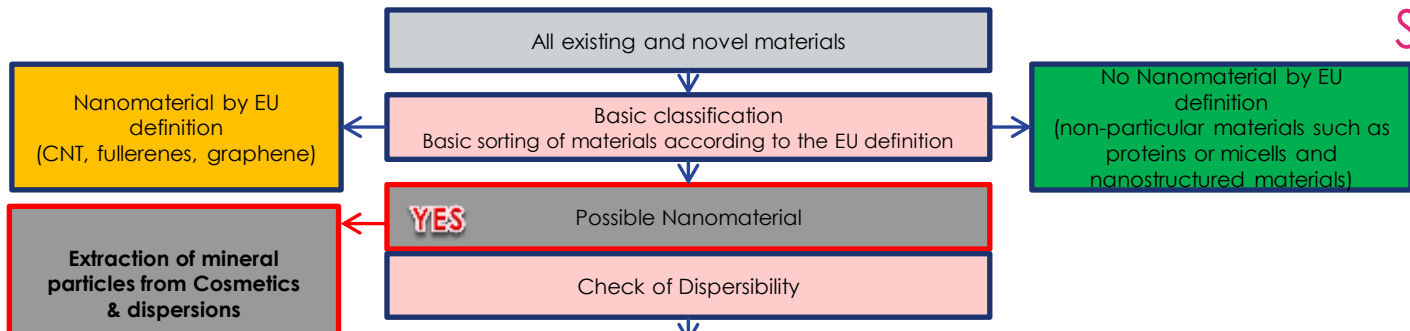 All existing and novel materials
S
Nanomaterial by EU
definition
(CNT, fullerenes, graphene)
Basic classification
Basic sorting of materials according to the EU definition
No Nanomaterial by EU
definition
(non-particular materials such as
proteins or micells and
nanostructured materials)
YES
Possible Nanomaterial
Extraction of mineral
particles from Cosmetics
& dispersions
Check of Dispersibility